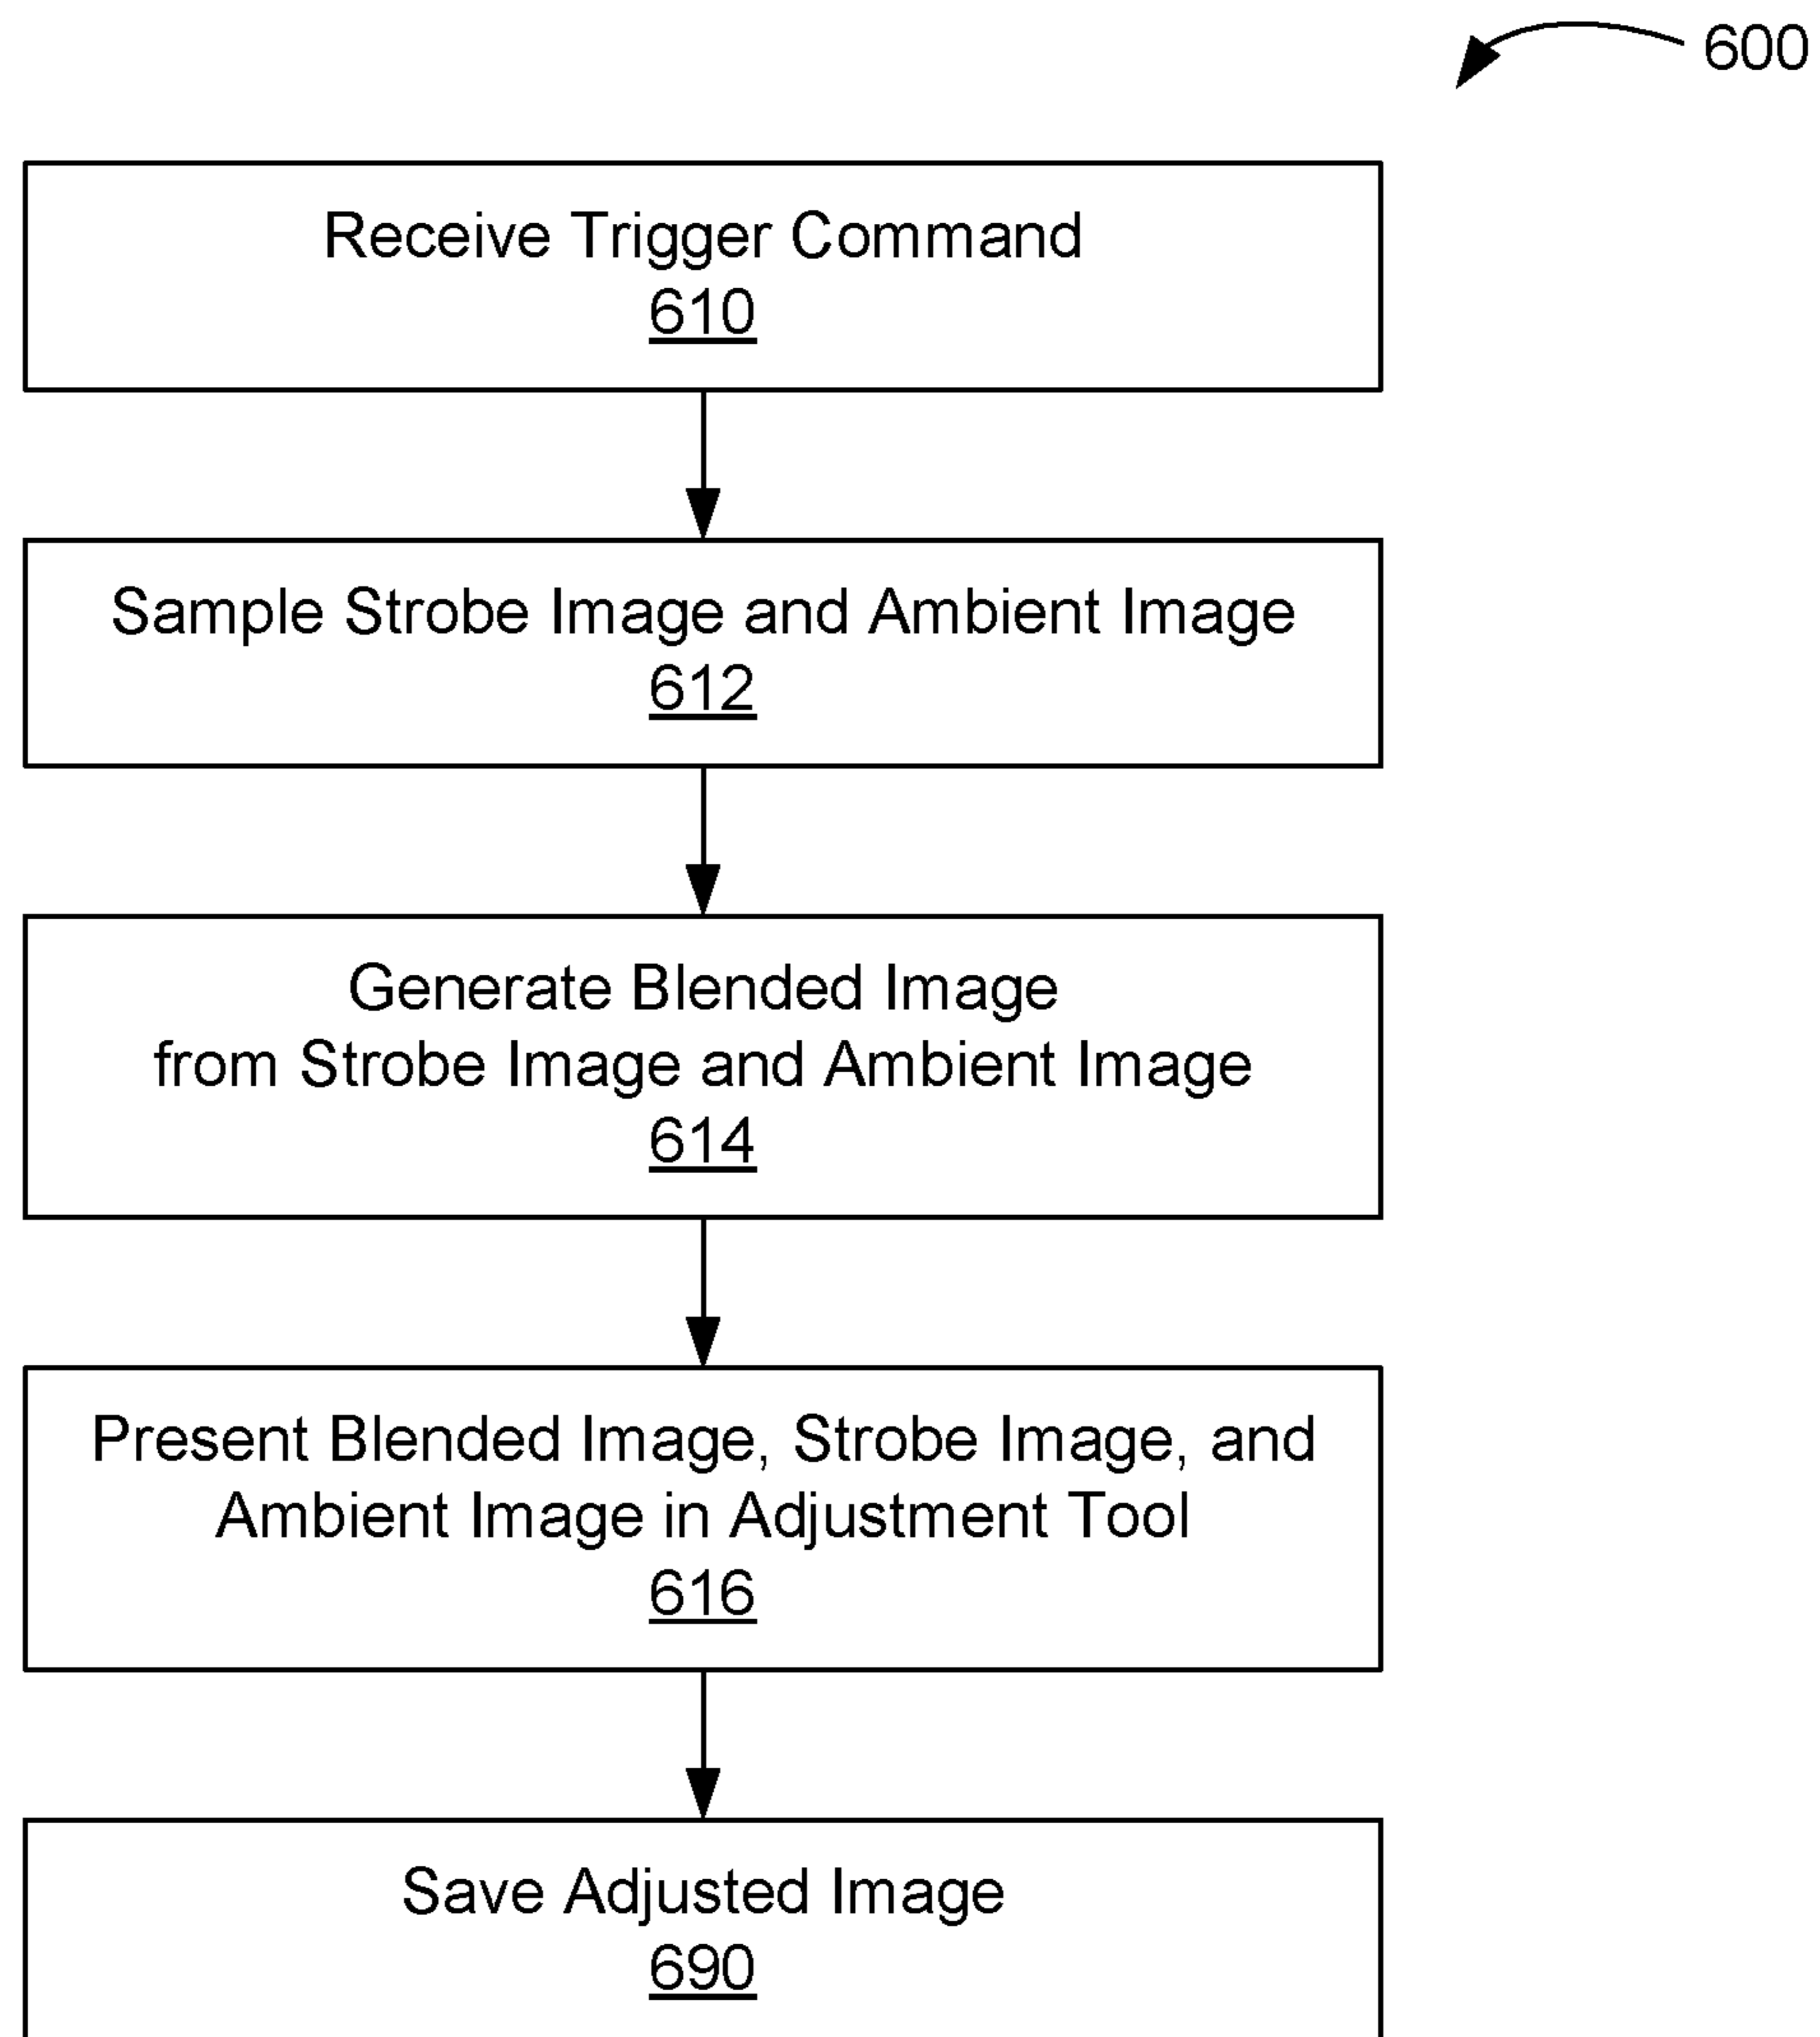 600
Receive Trigger Command
610
Sample Strobe Image and Ambient Image
612
Generate Blended Image
from Strobe Image and Ambient Image
614
Present Blended Image, Strobe Image, and
Ambient Image in Adjustment Tool
616
Save Adjusted Image
690